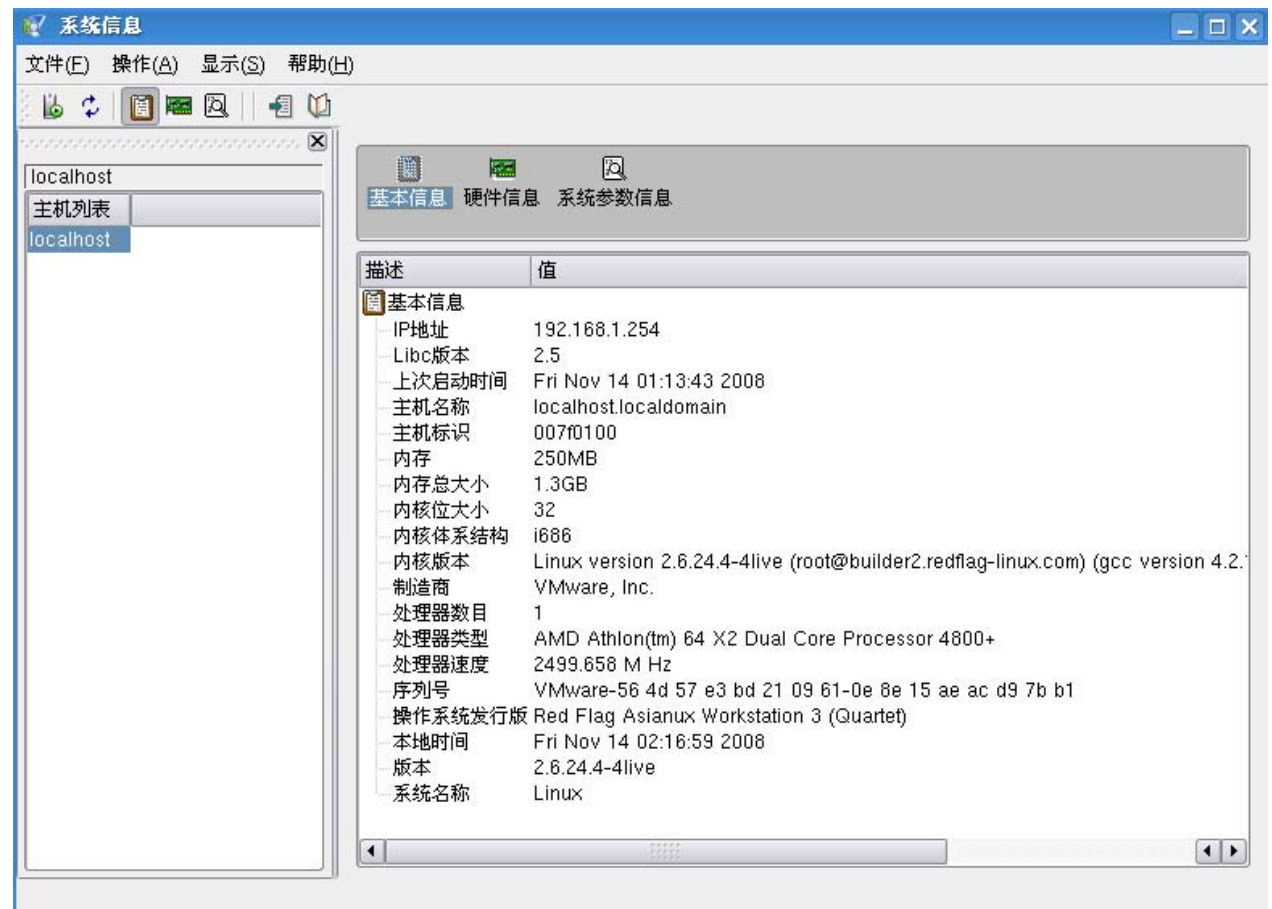 系统信息
文件(F) 操作(A) 显示(S) 帮助(H)
localhost
主机列表
localhost
基本信息 硬件信息 系统参数信息
描述 值
基本信息
IP地址 192.168.1.254
Libc版本 2.5
上次启动时间 Fri Nov 14 01:13:43 2008
主机名称 localhost.localdomain
主机标识 007f0100
内存 250MB
内存总大小 1.3GB
内核位大小 32
内核体系结构 i686
内核版本 Linux version 2.6.24.4-4live (root@builder2.redflag-linux.com) (gcc version 4.2.
制造商 VMware, Inc.
处理器数目 1
处理器类型 AMD Athlon(tm) 64 X2 Dual Core Processor 4800+
处理器速度 2499.658 M Hz
序列号 VMware-56 4d 57 e3 bd 21 09 61-0e 8e 15 ae ac d9 7b b1
操作系统发行版 Red Flag Asianux Workstation 3 (Quartet)
本地时间 Fri Nov 14 02:16:59 2008
版本 2.6.24.4-4live
系统名称 Linux